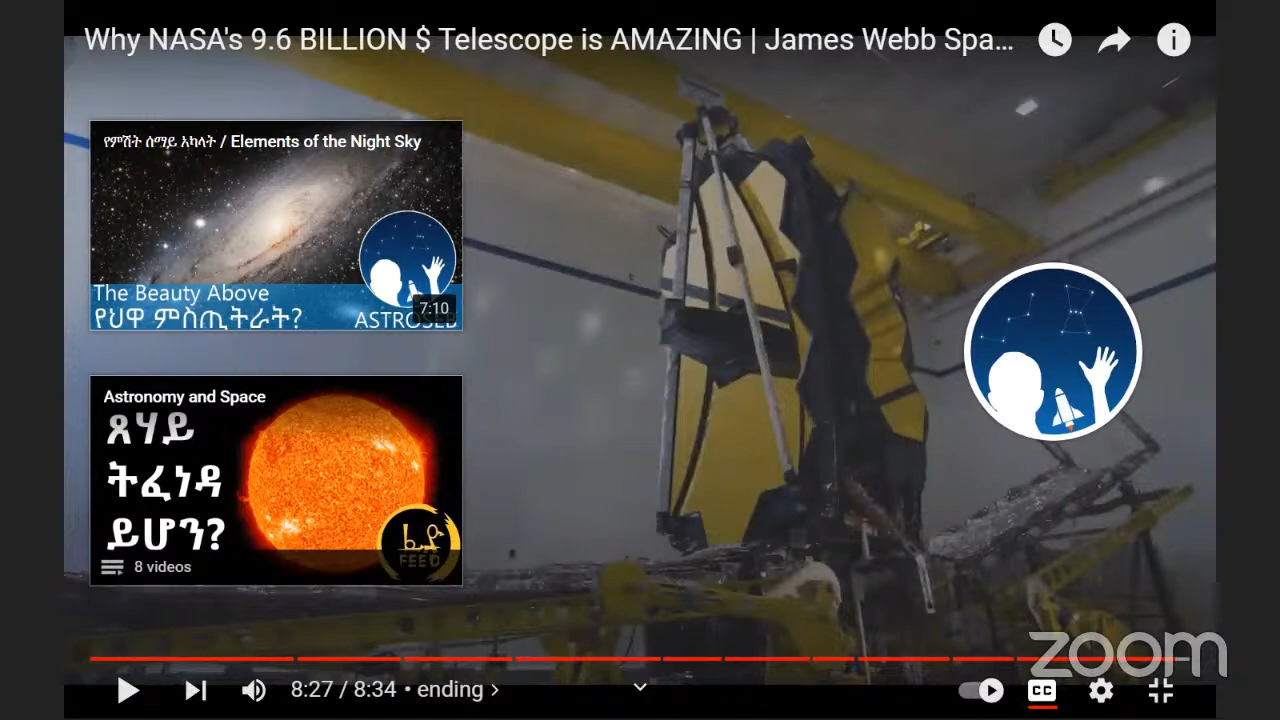 Why NASA's 9.6 BILLION $ Telescope is AMAZING | James Webb Spa...
የምሽት ሰማይ አካላት / Elements of the Night Sky
The Beauty Above
የህዋ ምስጢትራት?
7:10
ASTROSEB
Astronomy and Space
ጸሃይ
ትፈነዳ
ይሆን?
FEED
8 videos
zoom
8:27 / 8:34 • ending
CC